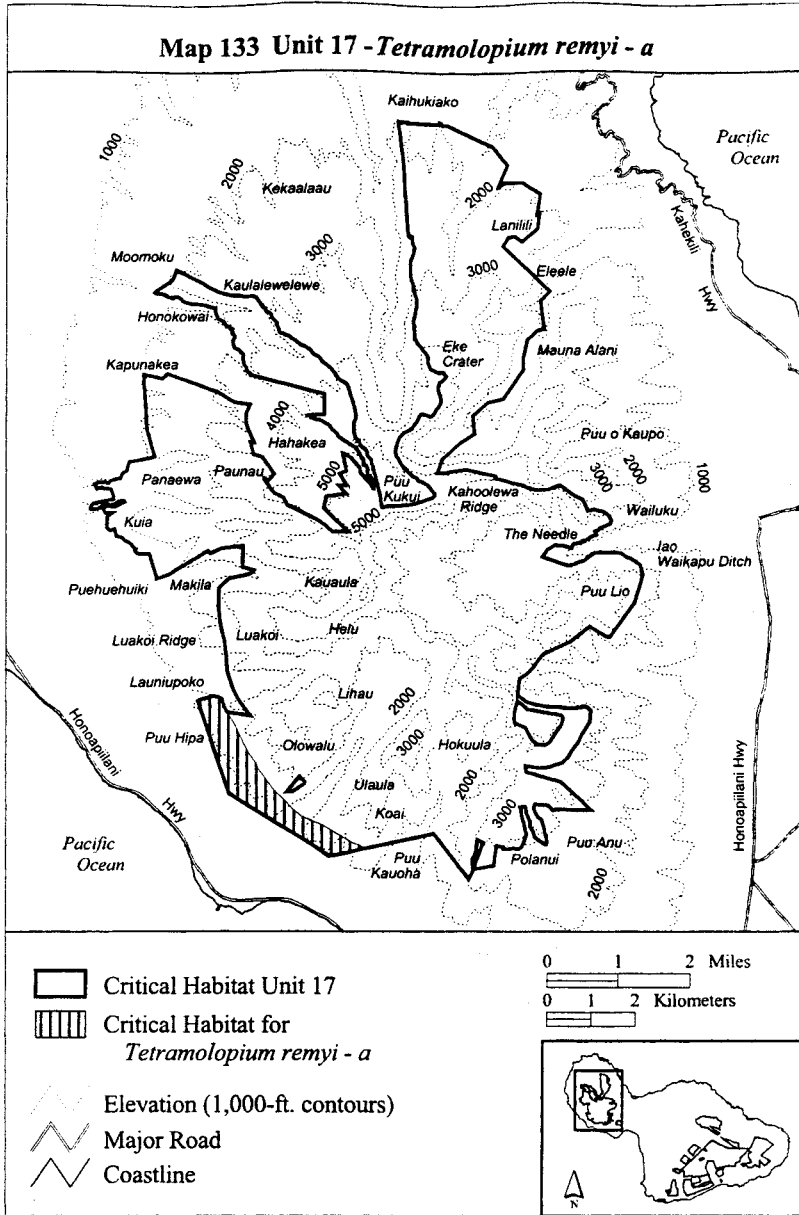 Map 133 Unit 17 - Tetramolopium remyi - a
Kaihukiako
Pacific
Ocean
1000
2000
Kekaalaau
2000
Lanilili
Kahekili
Hwy
3000
3000
Eleele
Moomoku
Kaulalewelewe
Honokowai
Eke
Crater
Mauna Alani
Kapunakea
4000
Hahakea
Puu o Kaupo
3000
2000
1000
Panaewa
Paunau
5000
Puu
Kukui
Kahoolewa
Ridge
Wailuku
Kuia
5000
The Needle
Iao
Waikapu Ditch
Puehuehuiki
Makila
Kauaula
Puu Lio
Luakoi Ridge
Luakoi
Helu
Launiupoko
Lihau
2000
Honoapiilani
Hwy
Puu Hipa
Olowalu
3000
Hokuula
Ulaula
2000
Koai
3000
Honoapiilani Hwy
Pacific
Ocean
Puu
Kauoha
Polanui
Puu Anu
2000
Critical Habitat Unit 17
Critical Habitat for
Tetramolopium remyi - a
Elevation (1,000-ft. contours)
Major Road
Coastline
0 1 2 Miles
0 1 2 Kilometers
N